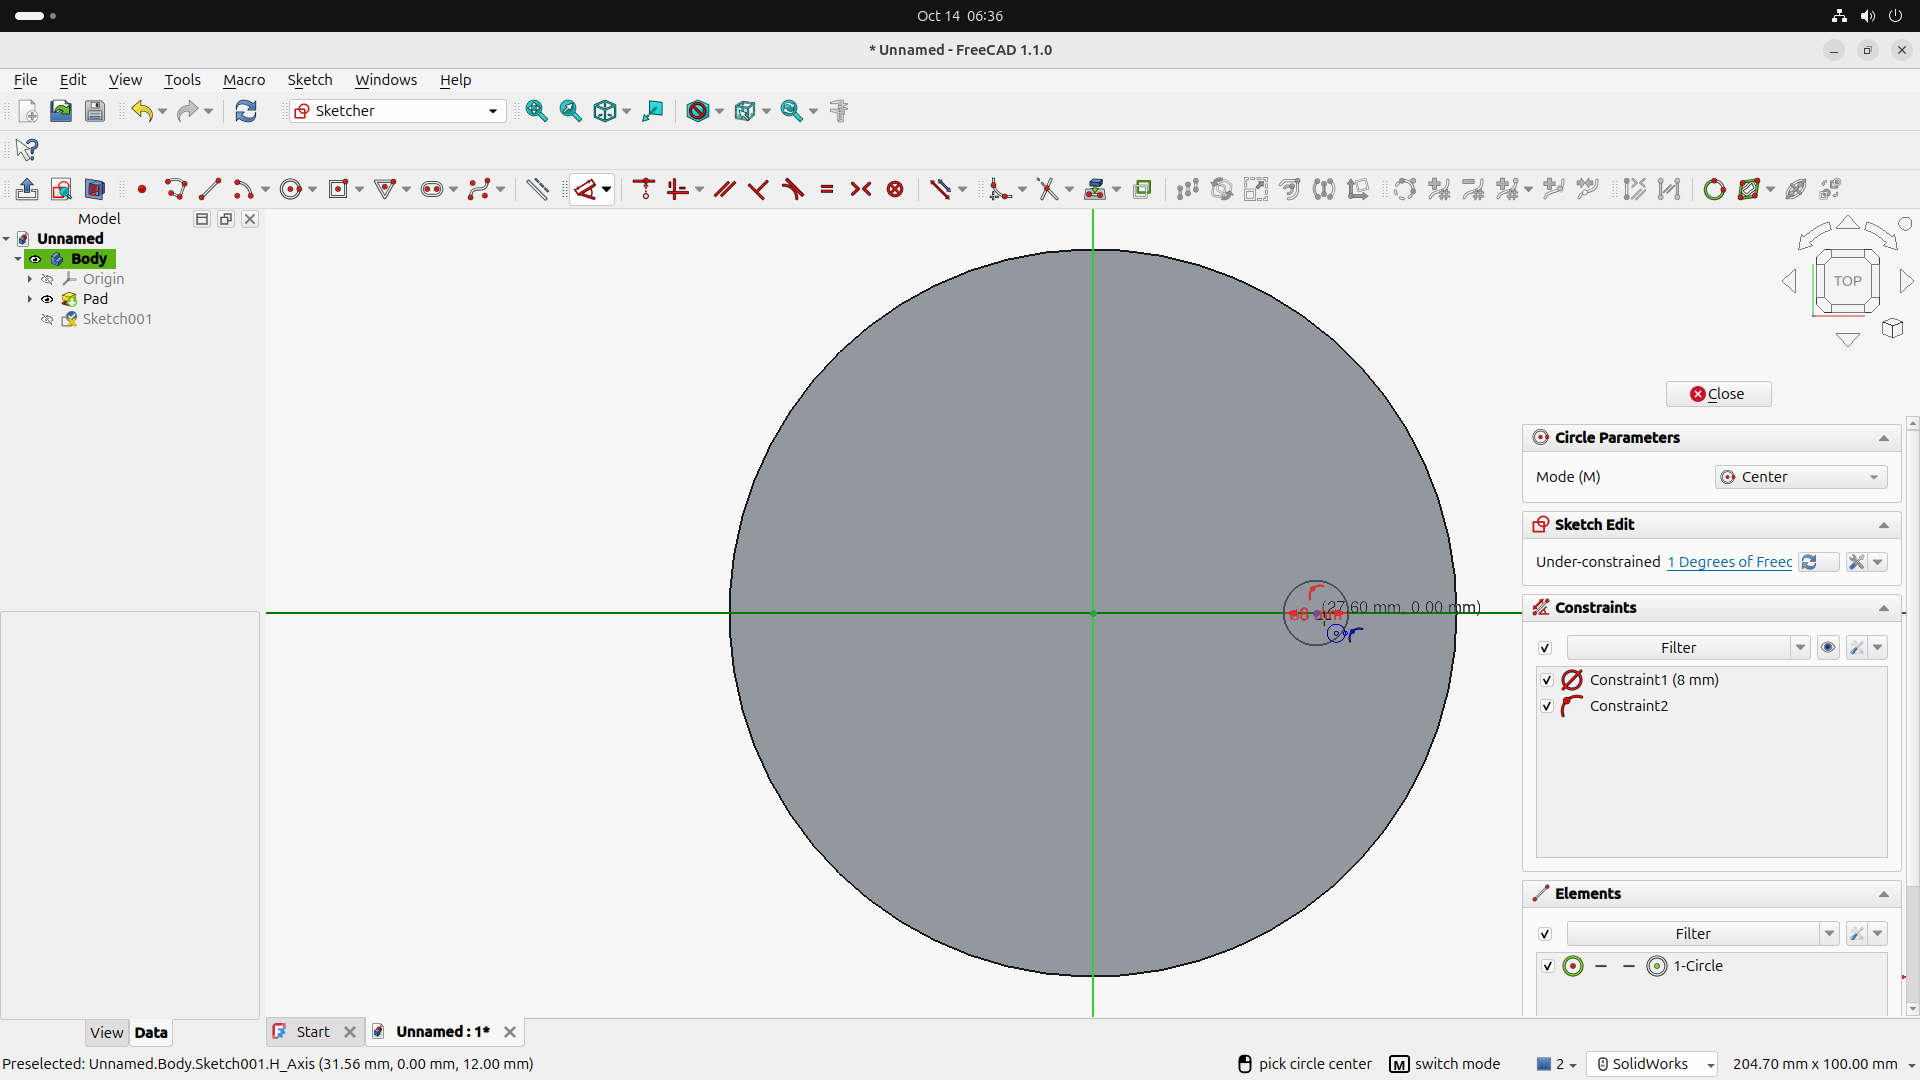 Oct 14 06:36
* Unnamed - FreeCAD 1.1.0
File Edit View Tools Macro Sketch Windows Help
Sketcher
Model
Unnamed
Body
Origin
Pad
Sketch001
TOP
Close
Circle Parameters
Mode (M) Center
Sketch Edit
Under-constrained 1 Degrees of Freec
(27.60 mm, 0.00 mm)
Constraints
Filter
Constraint1 (8 mm)
Constraint2
Elements
Filter
1-Circle
View Data
Start Unnamed : 1*
Preselected: Unnamed.Body.Sketch001.H_Axis (31.56 mm, 0.00 mm, 12.00 mm)
pick circle center M switch mode 2 SolidWorks 204.70 mm x 100.00 mm